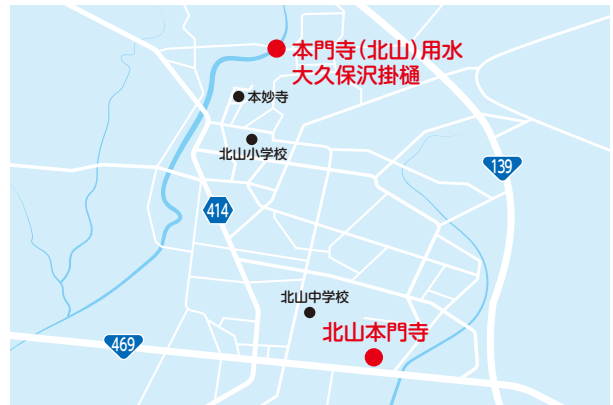 本門寺(北山)用水
大久保沢掛樋
本妙寺
北山小学校
139
414
北山中学校
北山本門寺
469